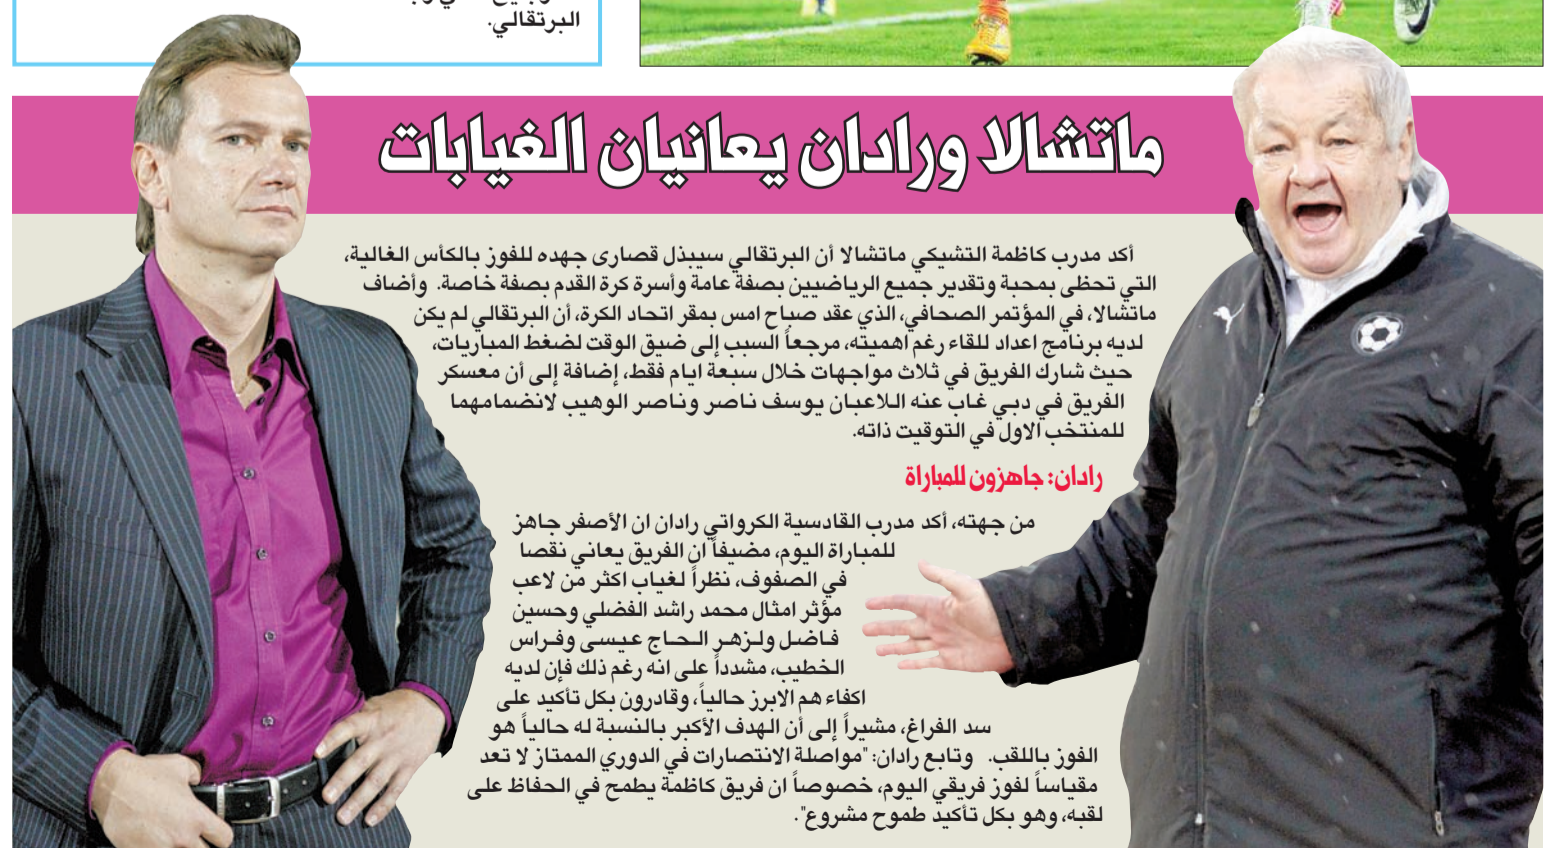 البرتقالي.
ماتشالا ورادان يعانيان الغيابات
أكد مدرب كاظمة التشيكي ماتشالا أن البرتقالي سيبذل قصارى جهده للفوز بالكأس الغالية،
التي تحظى بمحبة وتقدير جميع الرياضيين بصفة عامة وأسرة كرة القدم بصفة خاصة. وأضاف
ماتشالا، في المؤتمر الصحافي، الذي عقد صباح امس بمقر اتحاد الكرة، أن البرتقالي لم يكن
لديه برنامج اعداد للقاء رغم اهميته، مرجعاً السبب إلى ضيق الوقت لضغط المباريات،
حيث شارك الفريق في ثلاث مواجهات خلال سبعة ايام فقط، إضافة إلى أن معسكر
الفريق في دبي غاب عنه اللاعبان يوسف ناصر وناصر الوهيب لانضمامهما
للمنتخب الاول في التوقيت ذاته.
رادان: جاهزون للمباراة
من جهته، أكد مدرب القادسية الكرواتي رادان ان الأصفر جاهز
للمباراة اليوم، مضيفاً ان الفريق يعاني نقصا
في الصفوف، نظراً لغياب اكثر من لاعب
مؤثر امثال محمد راشد الفضلي وحسين
فاضل ولزهر الحاج عيسى وفراس
الخطيب، مشدداً على انه رغم ذلك فإن لديه
اكفاء هم الابرز حالياً، وقادرون بكل تأكيد على
سد الفراغ، مشيراً إلى أن الهدف الأكبر بالنسبة له حالياً هو
الفوز باللقب. وتابع رادان: "مواصلة الانتصارات في الدوري الممتاز لا تعد
مقياساً لفوز فريقي اليوم، خصوصاً ان فريق كاظمة يطمح في الحفاظ على
لقبه، وهو بكل تأكيد طموح مشروع".